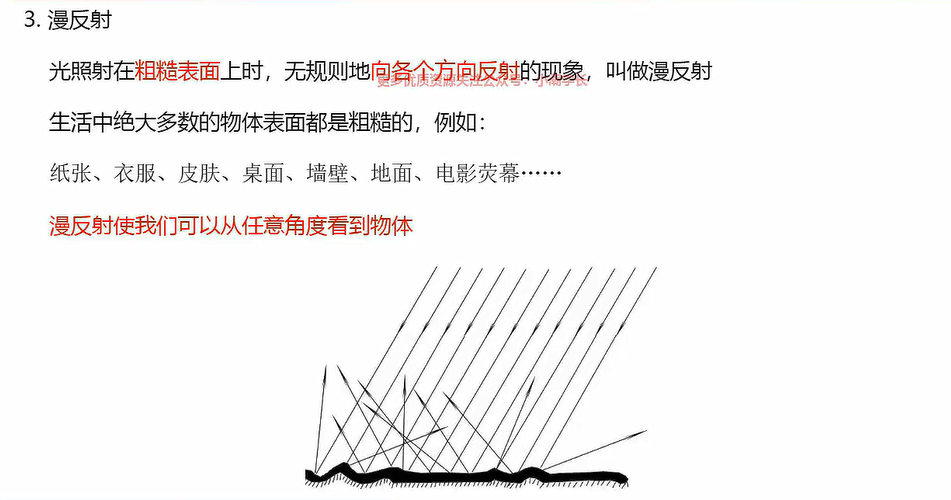 3. 漫反射
光照射在粗糙表面上时，无规则地向各个方向反射的现象，叫做漫反射
更多优质资源关注公众号：小周学长
生活中绝大多数的物体表面都是粗糙的，例如：
纸张、衣服、皮肤、桌面、墙壁、地面、电影荧幕……
漫反射使我们可以从任意角度看到物体